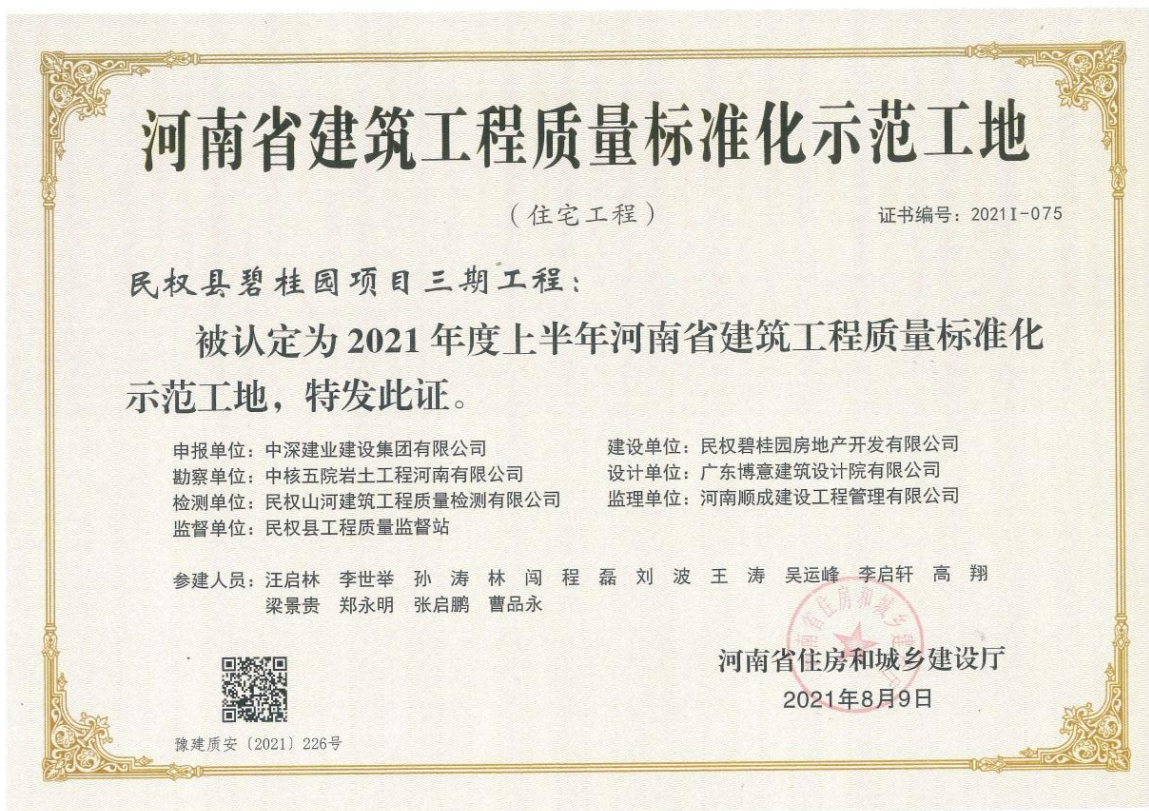 河南省建筑工程质量标准化示范工地
（住宅工程）
证书编号：2021I-075
民权县碧桂园项目三期工程：
被认定为 2021 年度上半年河南省建筑工程质量标准化
示范工地，特发此证。
申报单位：中深建业建设集团有限公司 建设单位：民权碧桂园房地产开发有限公司
勘察单位：中核五院岩土工程河南有限公司 设计单位：广东博意建筑设计院有限公司
检测单位：民权山河建筑工程质量检测有限公司 监理单位：河南顺成建设工程管理有限公司
监督单位：民权县工程质量监督站
参建人员：汪启林 李世举 孙 涛 林 闯 程 磊 刘 波 王 涛 吴运峰 李启轩 高 翔
梁景贵 郑永明 张启鹏 曹品永
河南省住房和城乡建设厅
2021年8月9日
豫建质安〔2021〕226号